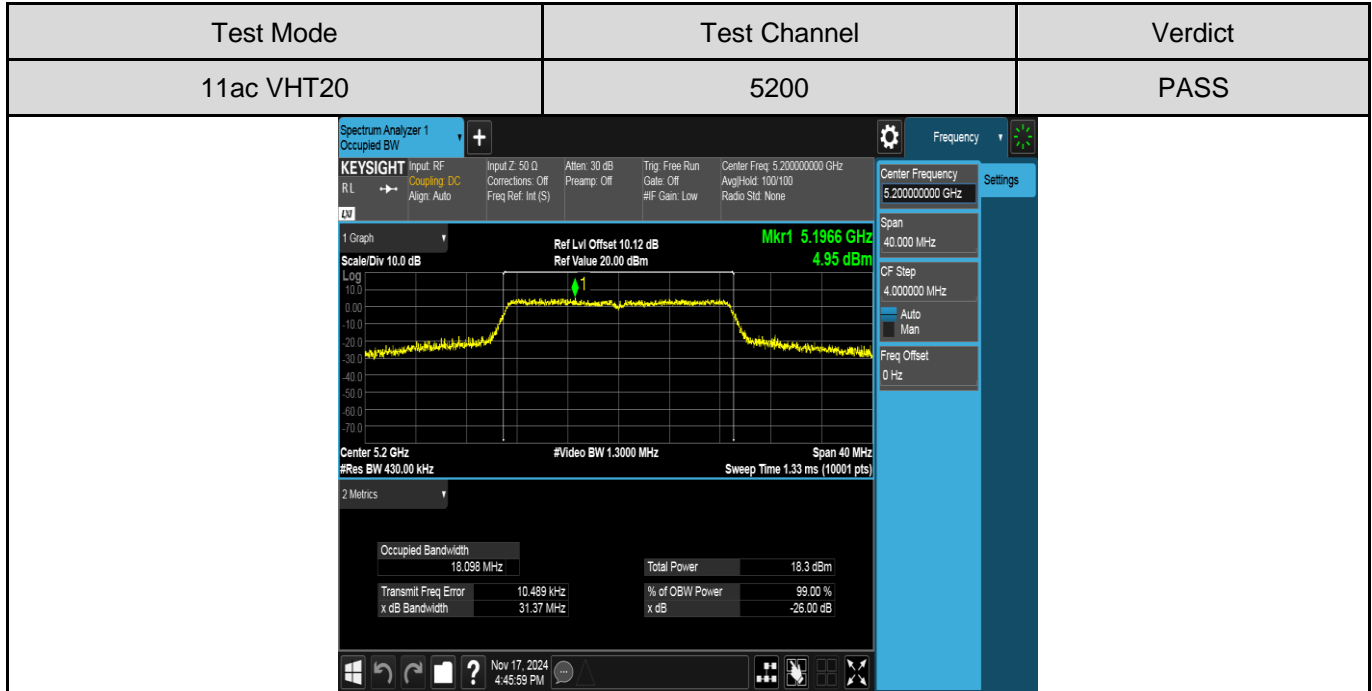 Test Mode Test Channel Verdict
11ac VHT20 5200 PASS
Spectrum Analyzer 1
Occupied BW
+
Frequency
KEYSIGHT Input: RF Input Z: 50 Ω Atten: 30 dB Trig: Free Run Center Freq: 5.200000000 GHz
R L Coupling: DC Corrections: Off Preamp: Off Gate: Off Avg|Hold: 100/100
Align: Auto Freq Ref: Int (S) #IF Gain: Low Radio Std: None
LXI
Center Frequency
5.200000000 GHz
Settings
Span
40.000 MHz
CF Step
4.000000 MHz
Auto
Man
Freq Offset
0 Hz
1 Graph
Ref Lvl Offset 10.12 dB Mkr1 5.1966 GHz
Scale/Div 10.0 dB Ref Value 20.00 dBm 4.95 dBm
Log
10.0
0.00
-10.0
-20.0
-30.0
-40.0
-50.0
-60.0
-70.0
1
Center 5.2 GHz #Video BW 1.3000 MHz Span 40 MHz
#Res BW 430.00 kHz Sweep Time 1.33 ms (10001 pts)
2 Metrics
Occupied Bandwidth
18.098 MHz Total Power 18.3 dBm
Transmit Freq Error 10.489 kHz % of OBW Power 99.00 %
x dB Bandwidth 31.37 MHz x dB -26.00 dB
? Nov 17, 2024
4:45:59 PM